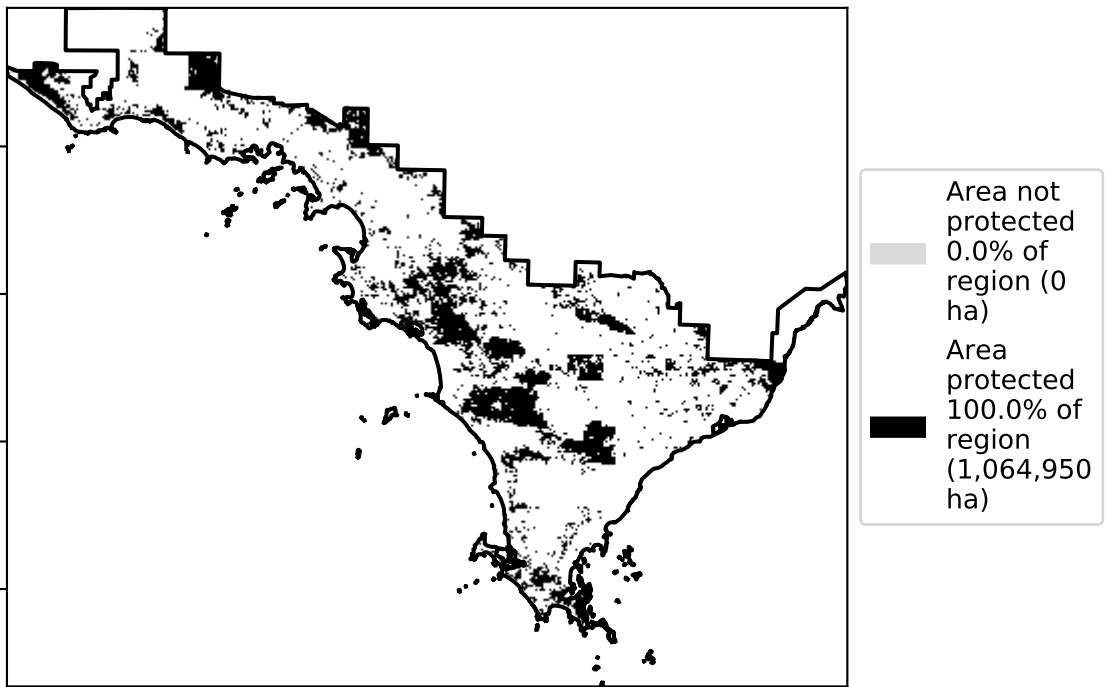 Area not
protected
0.0% of
region (0
ha)
Area
protected
100.0% of
region
(1,064,950
ha)